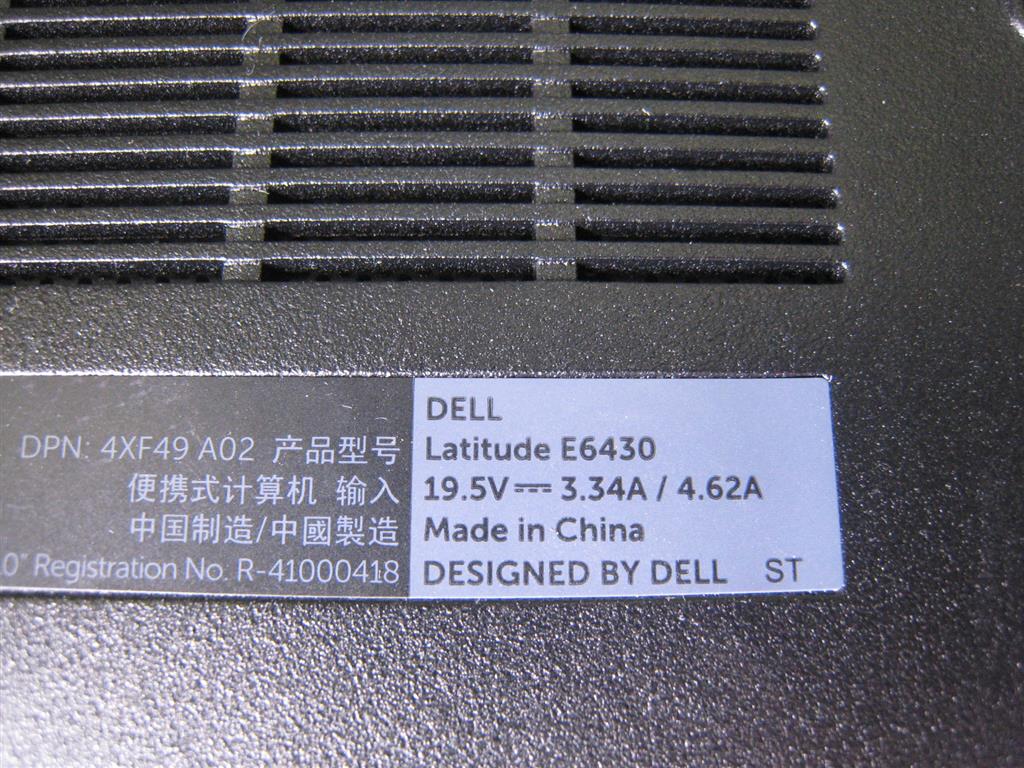 DELL
DPN: 4XF49 A02 产品型号 Latitude E6430
便携式计算机 输入 19.5V⎓ 3.34A / 4.62A
中国制造/中國製造 Made in China
.0" Registration No. R-41000418 DESIGNED BY DELL ST